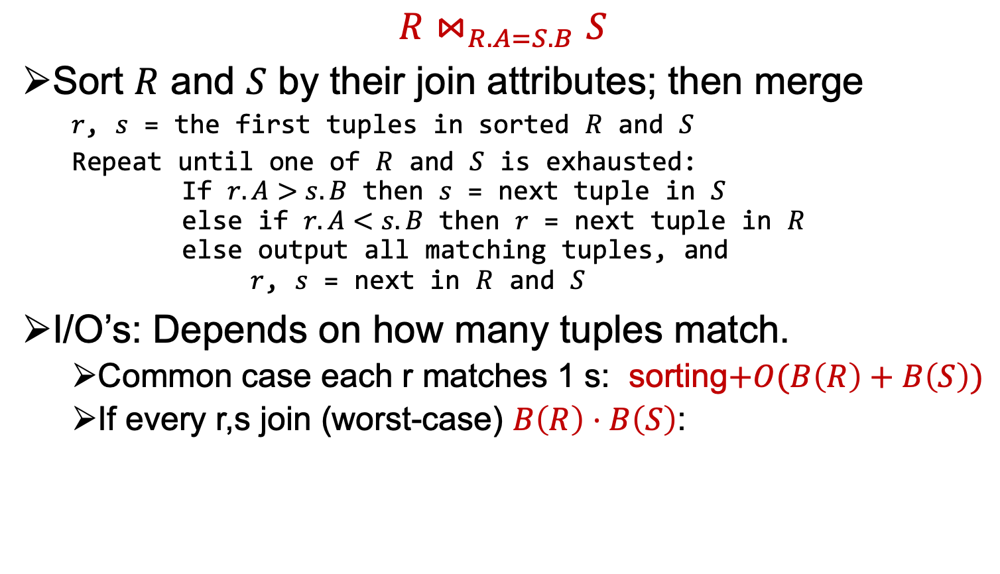 R ⋈_{R.A=S.B} S
➢Sort R and S by their join attributes; then merge
r, s = the first tuples in sorted R and S
Repeat until one of R and S is exhausted:
If r.A > s.B then s = next tuple in S
else if r.A < s.B then r = next tuple in R
else output all matching tuples, and
r, s = next in R and S
➢I/O’s: Depends on how many tuples match.
➢Common case each r matches 1 s: sorting+O(B(R) + B(S))
➢If every r,s join (worst-case) B(R) · B(S):